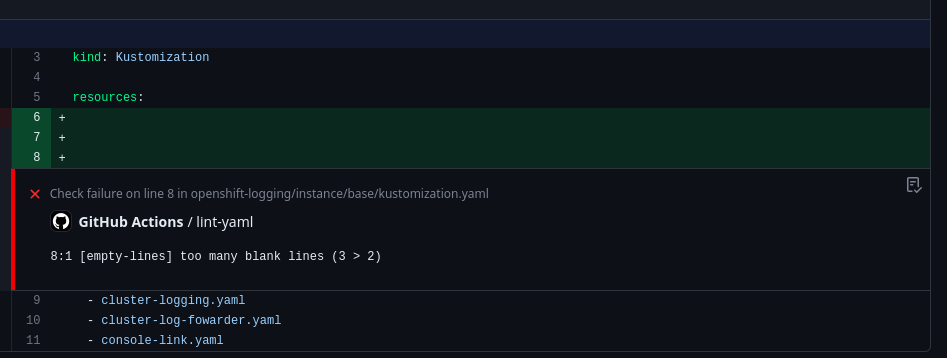 3 kind: Kustomization
4
5 resources:
6 +
7 +
8 +
Check failure on line 8 in openshift-logging/instance/base/kustomization.yaml
GitHub Actions / lint-yaml
8:1 [empty-lines] too many blank lines (3 > 2)
9 - cluster-logging.yaml
10 - cluster-log-fowarder.yaml
11 - console-link.yaml